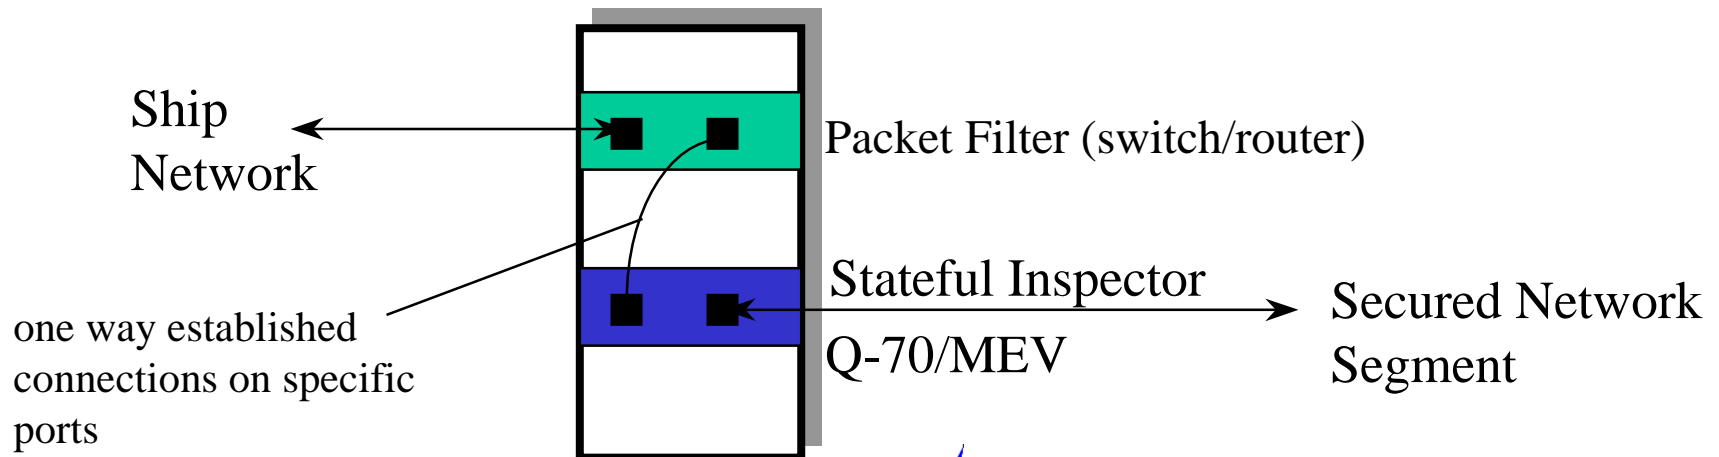 Ship
Network
Packet Filter (switch/router)
Stateful Inspector
Q-70/MEV
Secured Network
Segment
one way established
connections on specific
ports